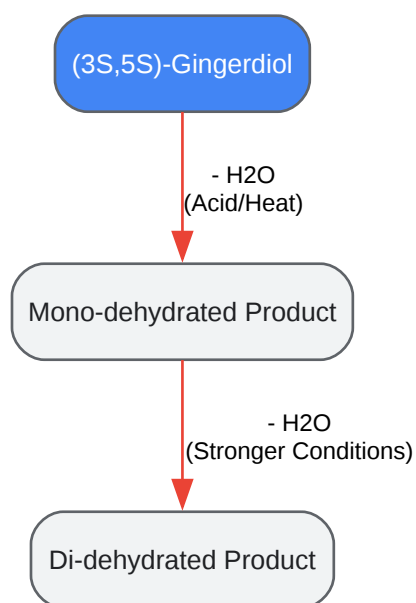 (3S,5S)-Gingerdiol
- H2O
(Acid/Heat)
Mono-dehydrated Product
- H2O
(Stronger Conditions)
Di-dehydrated Product